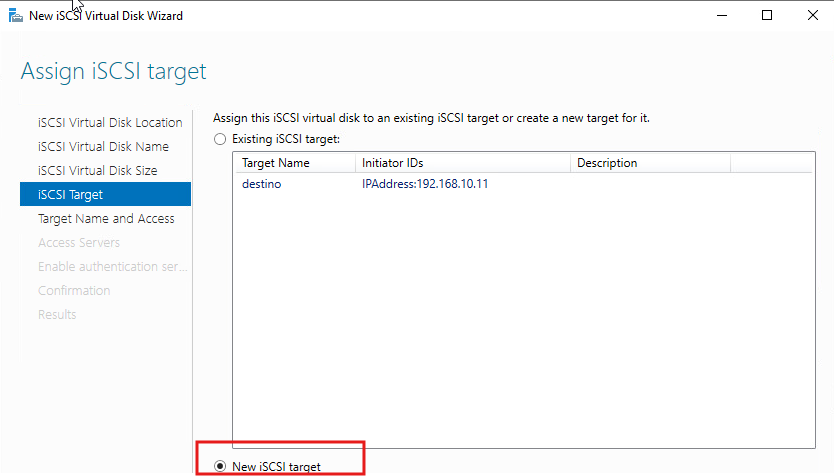 New iSCSI Virtual Disk Wizard
Assign iSCSI target
iSCSI Virtual Disk Location
iSCSI Virtual Disk Name
iSCSI Virtual Disk Size
iSCSI Target
Target Name and Access
Access Servers
Enable authentication ser...
Confirmation
Results
Assign this iSCSI virtual disk to an existing iSCSI target or create a new target for it.
Existing iSCSI target:
Target Name Initiator IDs Description
destino IPAddress:192.168.10.11
New iSCSI target